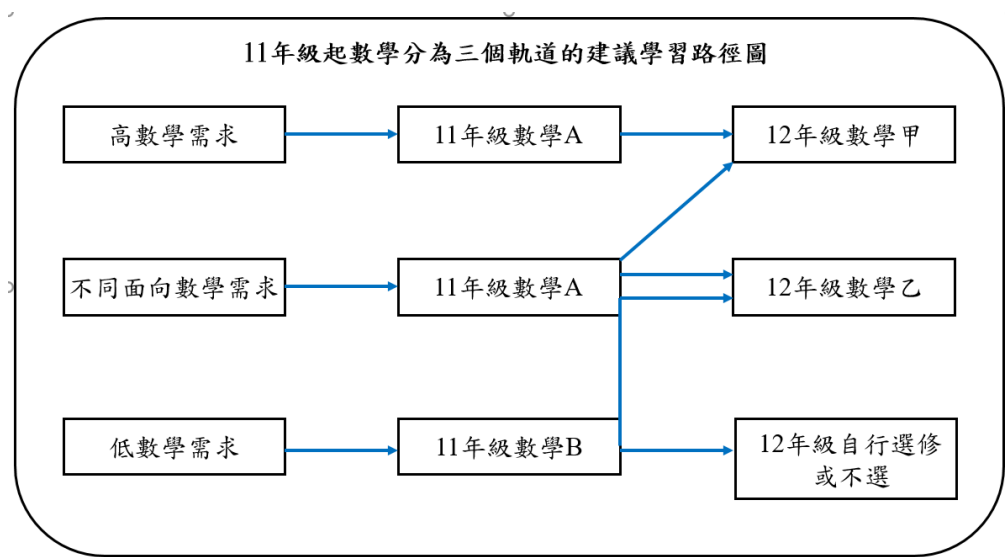 11年級起數學分為三個軌道的建議學習路徑圖
高數學需求
11年級數學A
12年級數學甲
不同面向數學需求
11年級數學A
12年級數學乙
低數學需求
11年級數學B
12年級自行選修
或不選